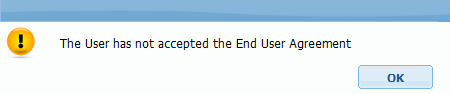 The User has not accepted the End User Agreement
OK